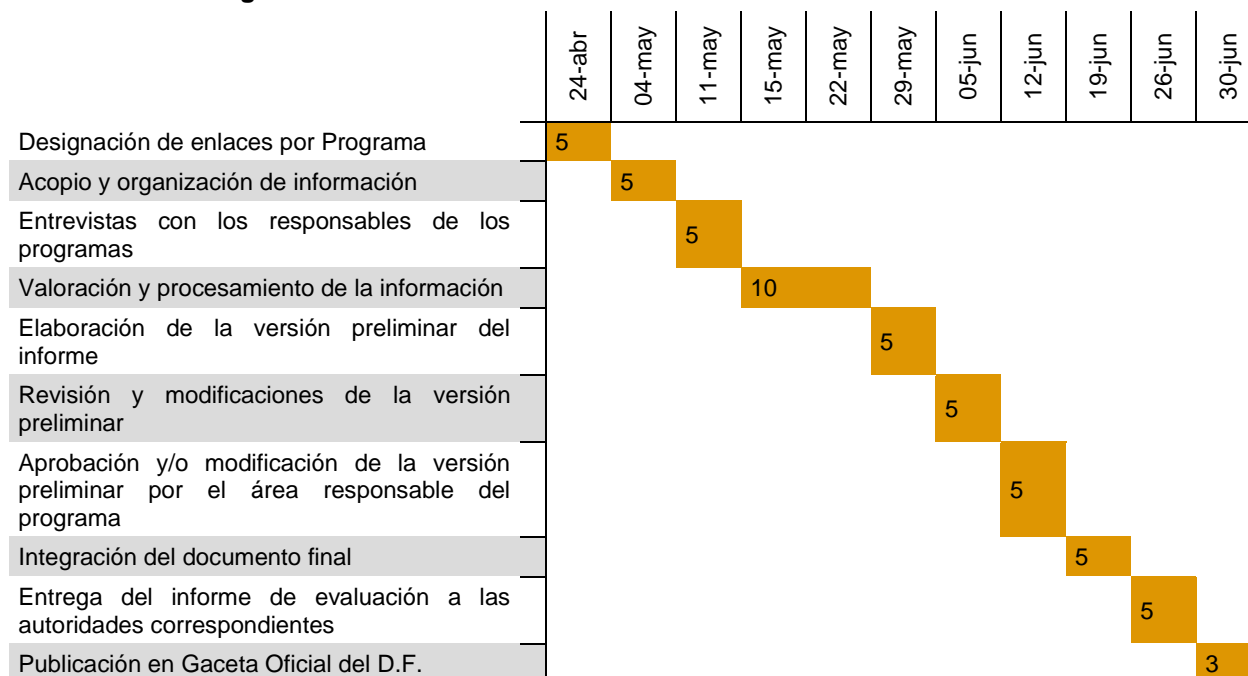 24-abr 04-may 11-may 15-may 22-may 29-may 05-jun 12-jun 19-jun 26-jun 30-jun
Designación de enlaces por Programa 5
Acopio y organización de información 5
Entrevistas con los responsables de los
programas 5
Valoración y procesamiento de la información 10
Elaboración de la versión preliminar del
informe 5
Revisión y modificaciones de la versión
preliminar 5
Aprobación y/o modificación de la versión
preliminar por el área responsable del 5
programa
Integración del documento final 5
Entrega del informe de evaluación a las
autoridades correspondientes 5
Publicación en Gaceta Oficial del D.F. 3